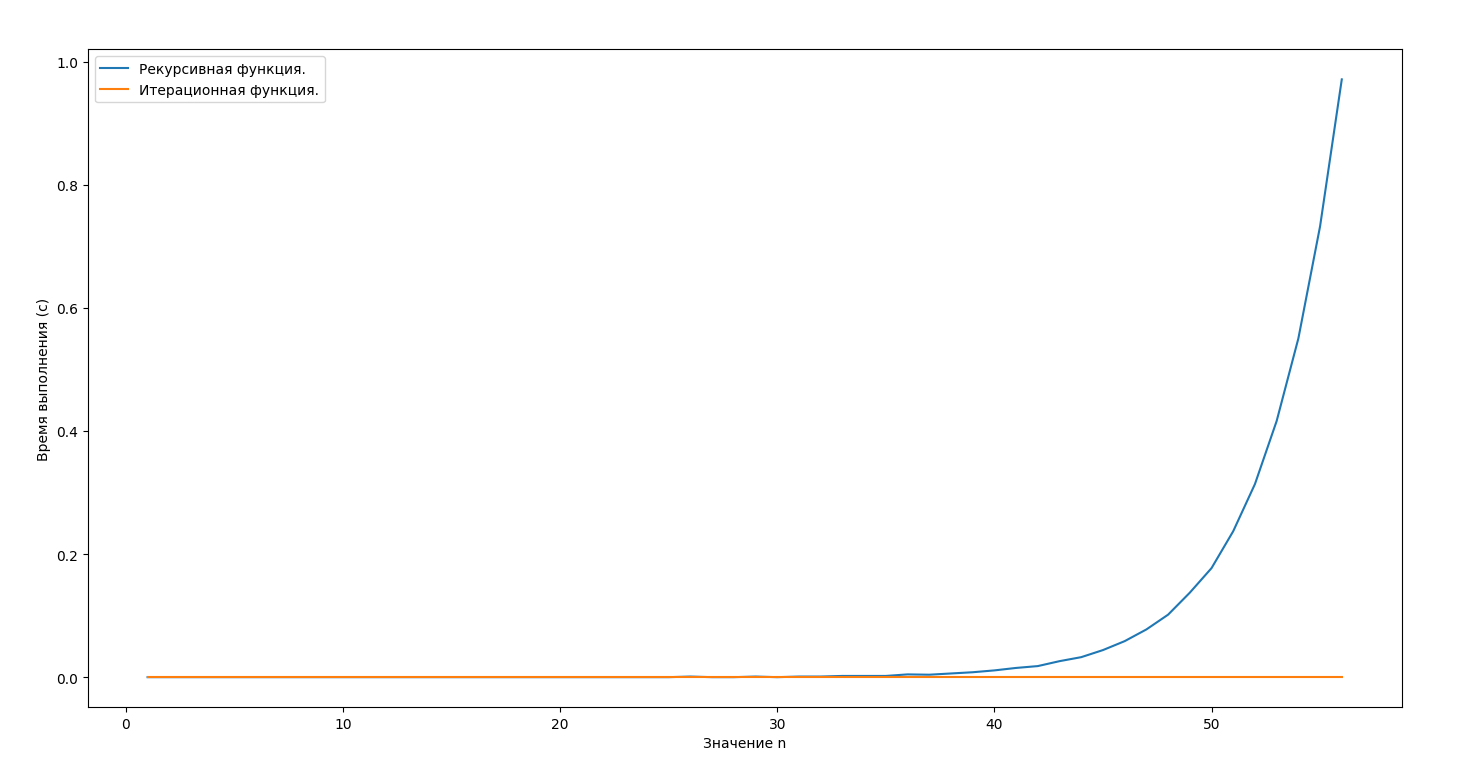 Рекурсивная функция.
Итерационная функция.
1.0
0.8
0.6
0.4
0.2
0.0
Время выполнения (с)
0 10 20 30 40 50
Значение n